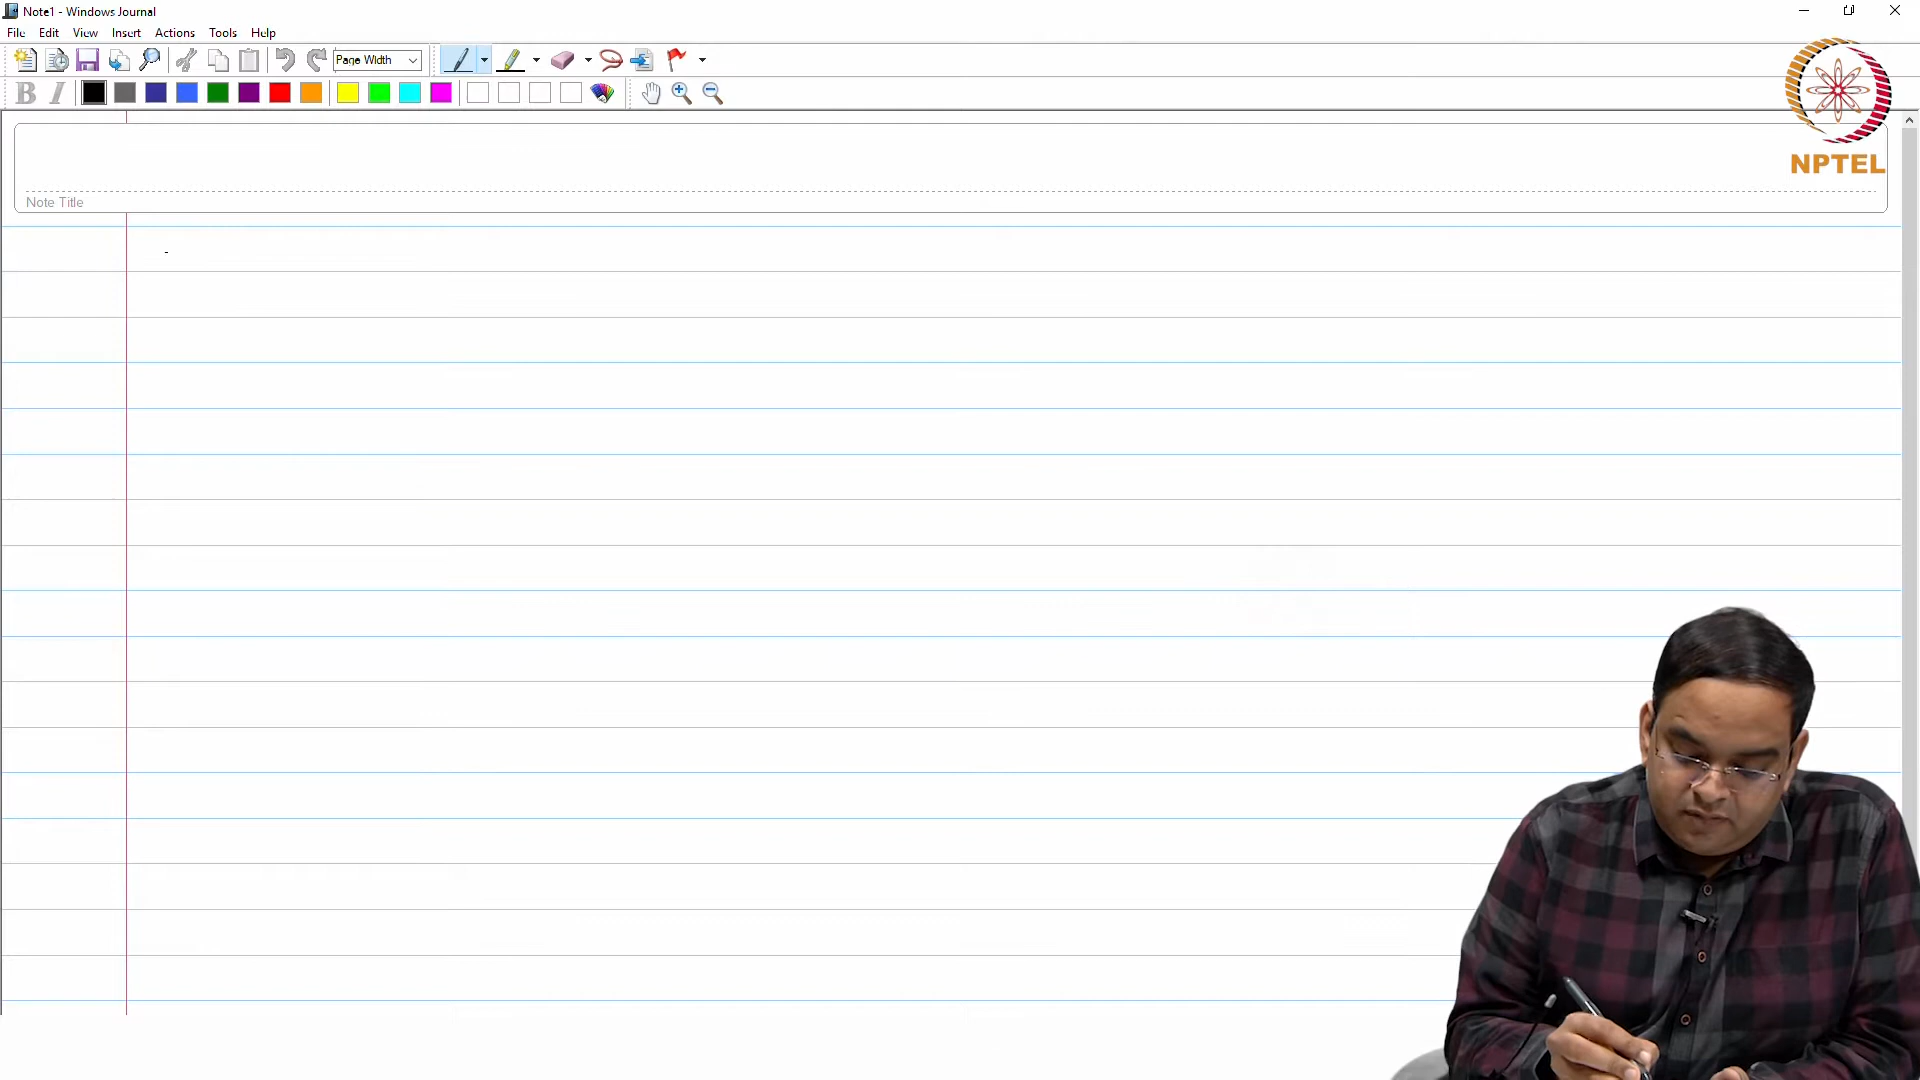 Note1 - Windows Journal
File Edit View Insert Actions Tools Help
Page Width
B I
NPTEL
Note Title